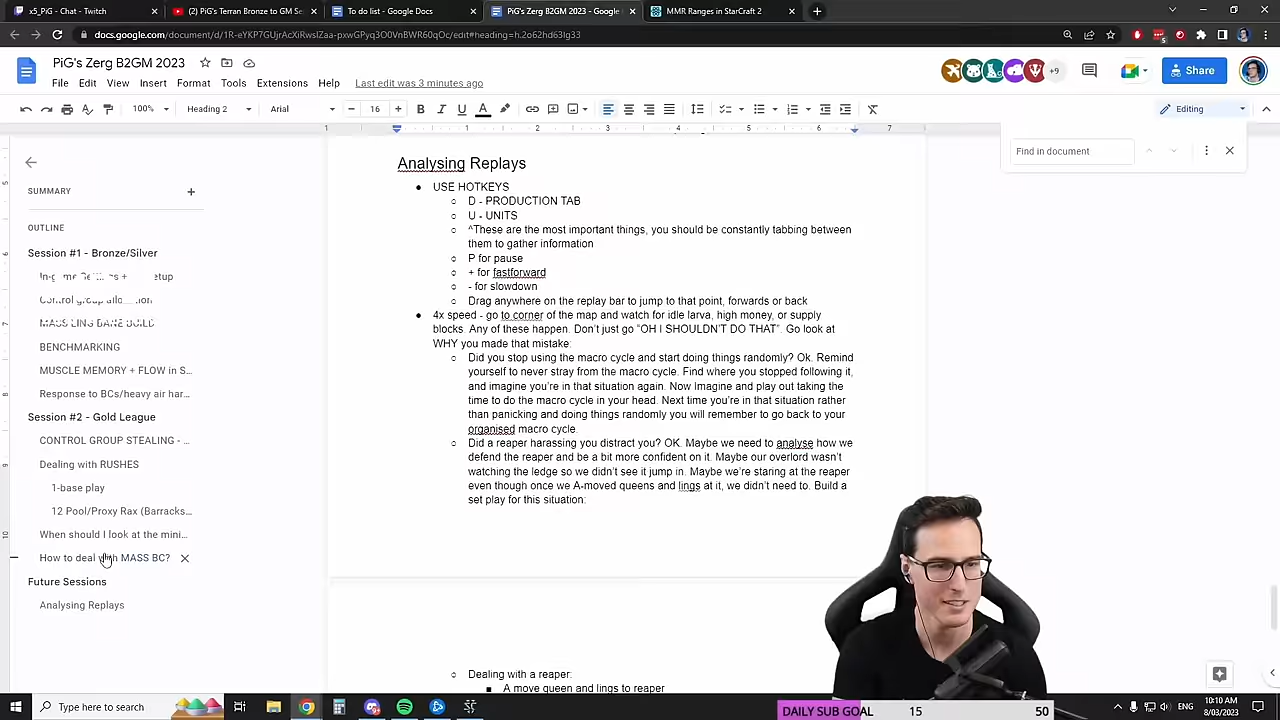 x5_PiG - Chat - Twitch
(2) PiG's Terran Bronze to GM S
To do list - Google Docs
PiG's Zerg B2GM 2023 - Google
MMR Ranges in StarCraft 2
docs.google.com/document/d/1R-eYKP7GUjrAcXiRwsIZaa-pxwGPyq3O0VnBWR60qOc/edit#heading=h.2o62hd63lg33
PiG's Zerg B2GM 2023
File Edit View Insert Format Tools Extensions Help Last edit was 3 minutes ago
+9
Share
100% Heading 2 Arial 16
Editing
1 1 2 3 4 5 6 7
Find in document
SUMMARY
OUTLINE
Session #1 - Bronze/Silver
MASS LING BANE BUILD
BENCHMARKING
MUSCLE MEMORY + FLOW in S...
Response to BCs/heavy air har...
Session #2 - Gold League
CONTROL GROUP STEALING - ...
Dealing with RUSHES
1-base play
12 Pool/Proxy Rax (Barracks...
When should I look at the mini...
How to deal with MASS BC?
Future Sessions
Analysing Replays
Analysing Replays
● USE HOTKEYS
○ D - PRODUCTION TAB
○ U - UNITS
○ ^These are the most important things, you should be constantly tabbing between
them to gather information
○ P for pause
○ + for fastforward
○ - for slowdown
○ Drag anywhere on the replay bar to jump to that point, forwards or back
● 4x speed - go to corner of the map and watch for idle larva, high money, or supply
blocks. Any of these happen. Don't just go "OH I SHOULDN'T DO THAT". Go look at
WHY you made that mistake:
○ Did you stop using the macro cycle and start doing things randomly? Ok. Remind
yourself to never stray from the macro cycle. Find where you stopped following it,
and imagine you're in that situation again. Now Imagine and play out taking the
time to do the macro cycle in your head. Next time you're in that situation rather
than panicking and doing things randomly you will remember to go back to your
organised macro cycle.
○ Did a reaper harassing you distract you? OK. Maybe we need to analyse how we
defend the reaper and be a bit more confident on it. Maybe our overlord wasn't
watching the ledge so we didn't see it jump in. Maybe we're staring at the reaper
even though once we A-moved queens and lings at it, we didn't need to. Build a
set play for this situation:
○ Dealing with a reaper:
■ A move queen and lings to reaper
Type here to search
ENG
10:10 AM
8/03/2023
DAILY SUB GOAL 15 50